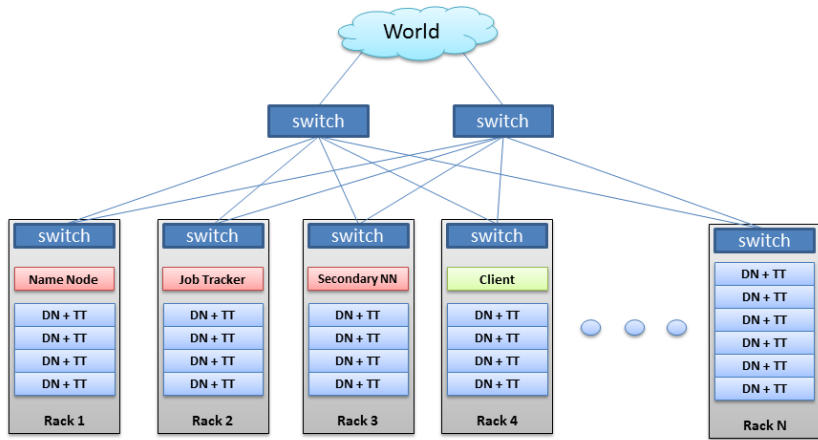 World
switch
switch
switch
Name Node
DN + TT
DN + TT
DN + TT
DN + TT
Rack 1
switch
Job Tracker
DN + TT
DN + TT
DN + TT
DN + TT
Rack 2
switch
Secondary NN
DN + TT
DN + TT
DN + TT
DN + TT
Rack 3
switch
Client
DN + TT
DN + TT
DN + TT
DN + TT
Rack 4
switch
DN + TT
DN + TT
DN + TT
DN + TT
DN + TT
DN + TT
Rack N